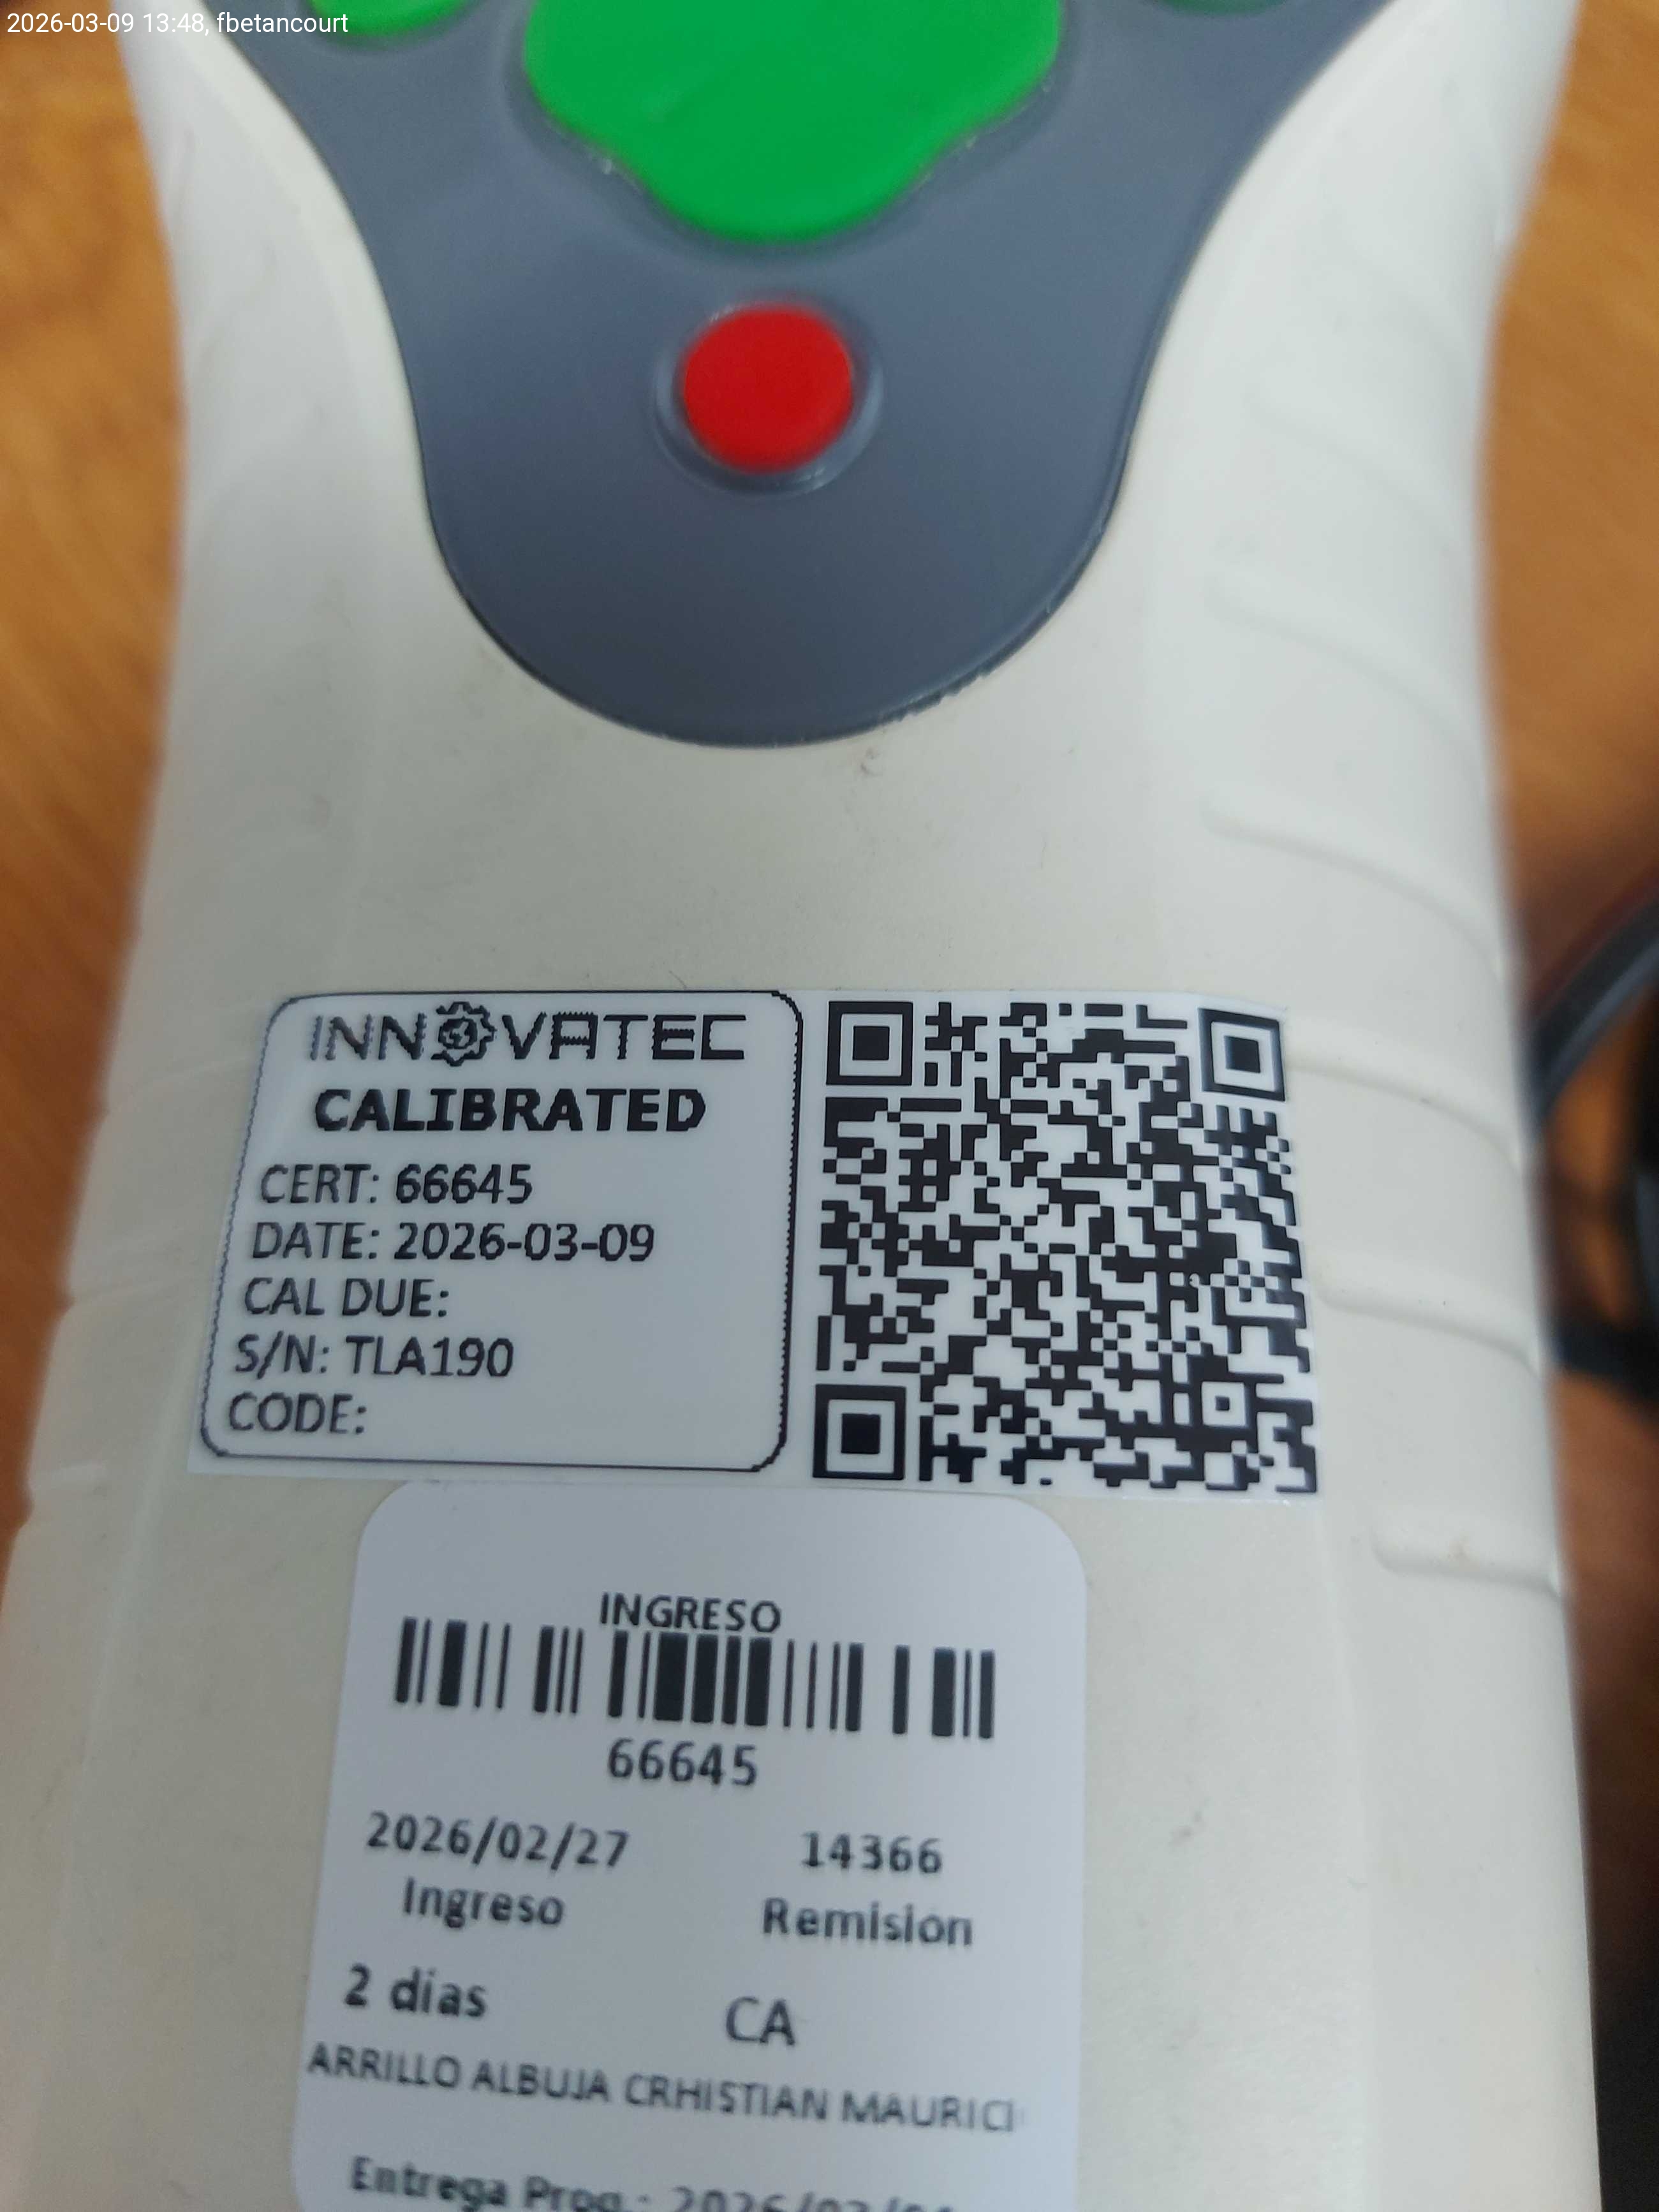 2026-03-09 13:48, fbetancourt
INNOVATEC
CALIBRATED
CERT: 66645
DATE: 2026-03-09
CAL DUE:
S/N: TLA190
CODE:
INGRESO
66645
2026/02/27 14366
Ingreso Remision
2 dias CA
ARRILLO ALBUJA CRHISTIAN MAURICI
Entrega Prog.: